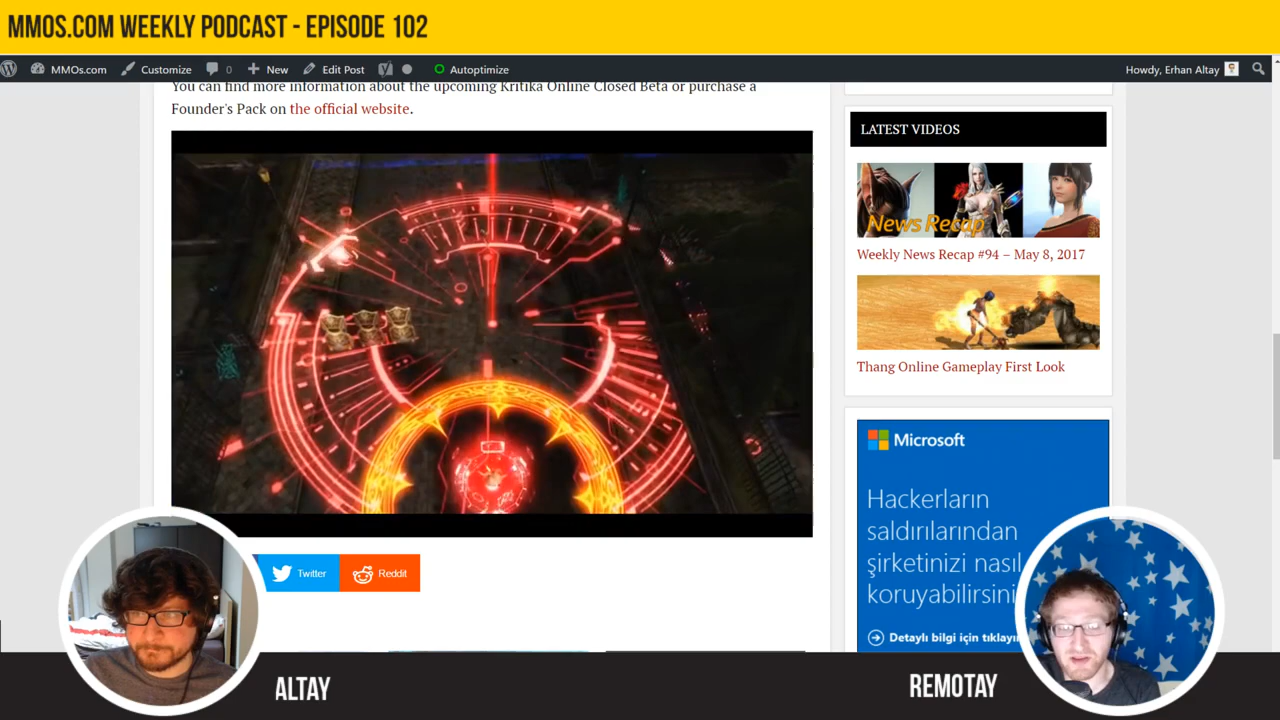 MMOS.COM WEEKLY PODCAST - EPISODE 102
MMOs.com Customize 0 New Edit Post Autoptimize Howdy, Erhan Altay
You can find more information about the upcoming Kritika Online Closed Beta or purchase a
Founder's Pack on the official website.
Twitter Reddit
LATEST VIDEOS
News Recap
Weekly News Recap #94 – May 8, 2017
Thang Online Gameplay First Look
Microsoft
Hackerların
saldırılarından
şirketinizi nasıl
koruyabilirsini
Detaylı bilgi için tıklayı
ALTAY
REMOTAY